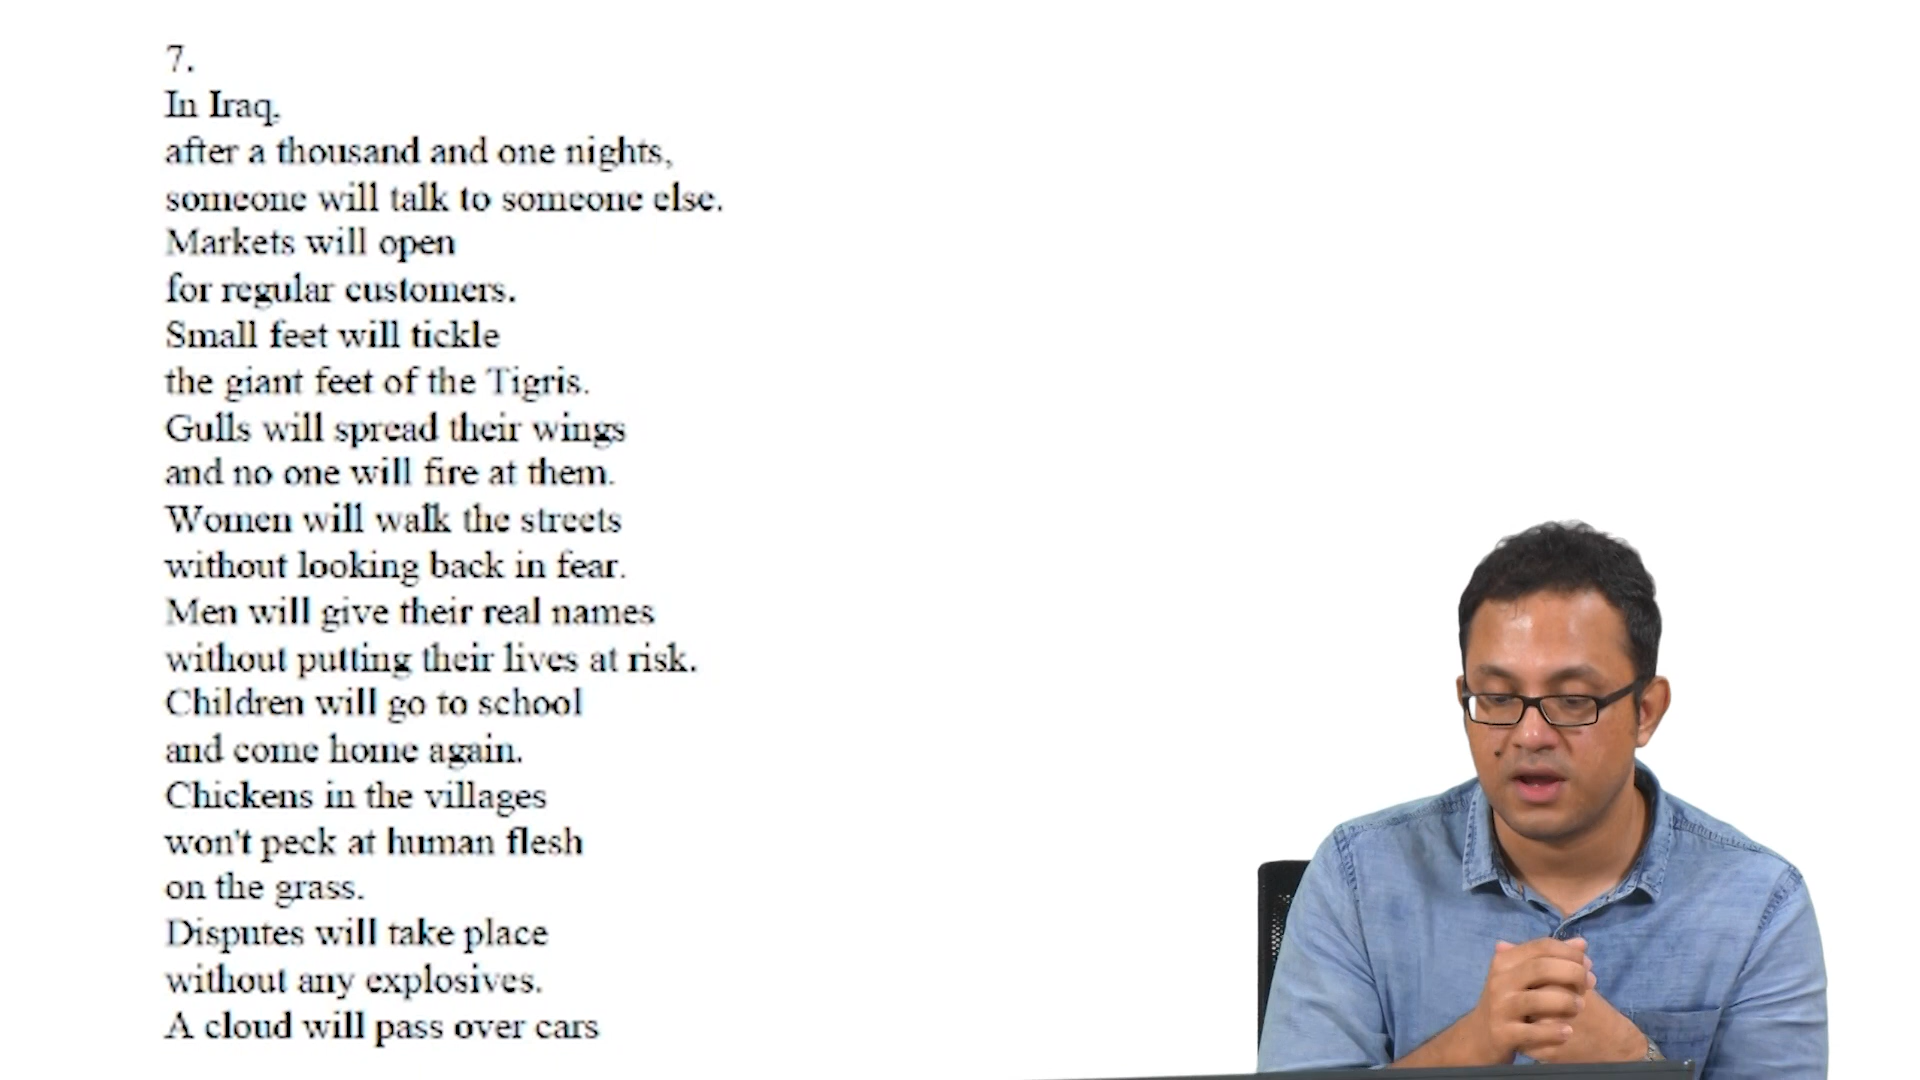 7.
In Iraq,
after a thousand and one nights,
someone will talk to someone else.
Markets will open
for regular customers.
Small feet will tickle
the giant feet of the Tigris.
Gulls will spread their wings
and no one will fire at them.
Women will walk the streets
without looking back in fear.
Men will give their real names
without putting their lives at risk.
Children will go to school
and come home again.
Chickens in the villages
won't peck at human flesh
on the grass.
Disputes will take place
without any explosives.
A cloud will pass over cars